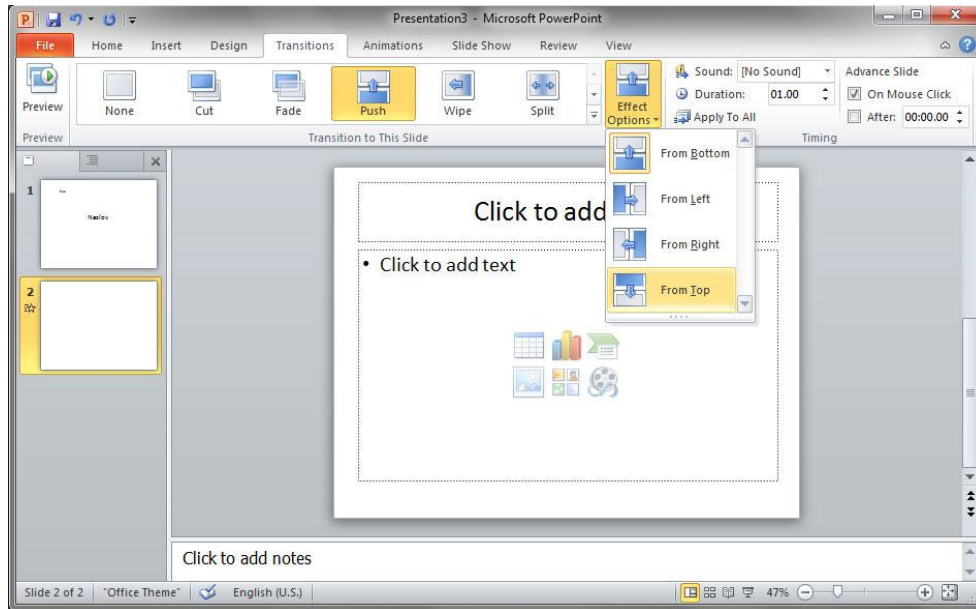 Presentation3 - Microsoft PowerPoint
File Home Insert Design Transitions Animations Slide Show Review View
Preview
None
Cut
Fade
Push
Wipe
Split
Effect Options
Sound: [No Sound]
Duration: 01.00
Apply To All
Advance Slide
On Mouse Click
After: 00:00.00
Preview
Transition to This Slide
Timing
From Bottom
From Left
From Right
From Top
1
Naslov
2
Click to add
• Click to add text
Click to add notes
Slide 2 of 2 "Office Theme" English (U.S.) 47%